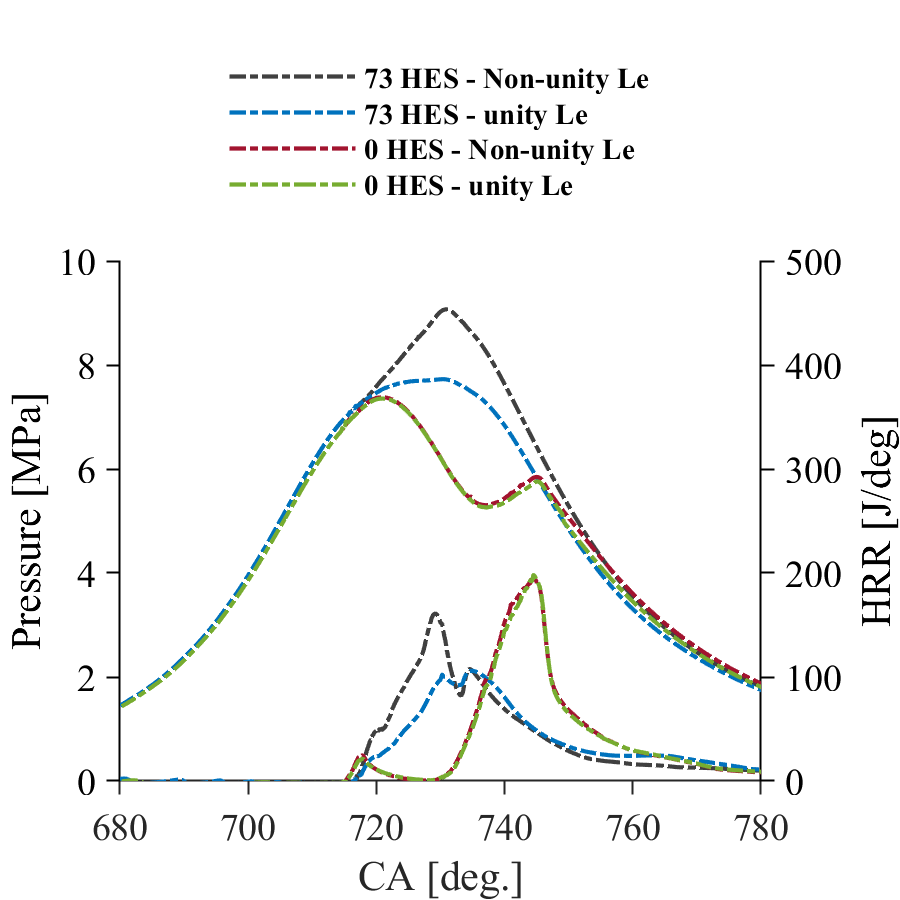 73 HES - Non-unity Le
73 HES - unity Le
0 HES - Non-unity Le
0 HES - unity Le
10
8
6
4
2
0
Pressure [MPa]
500
400
300
200
100
0
HRR [J/deg]
680 700 720 740 760 780
CA [deg.]